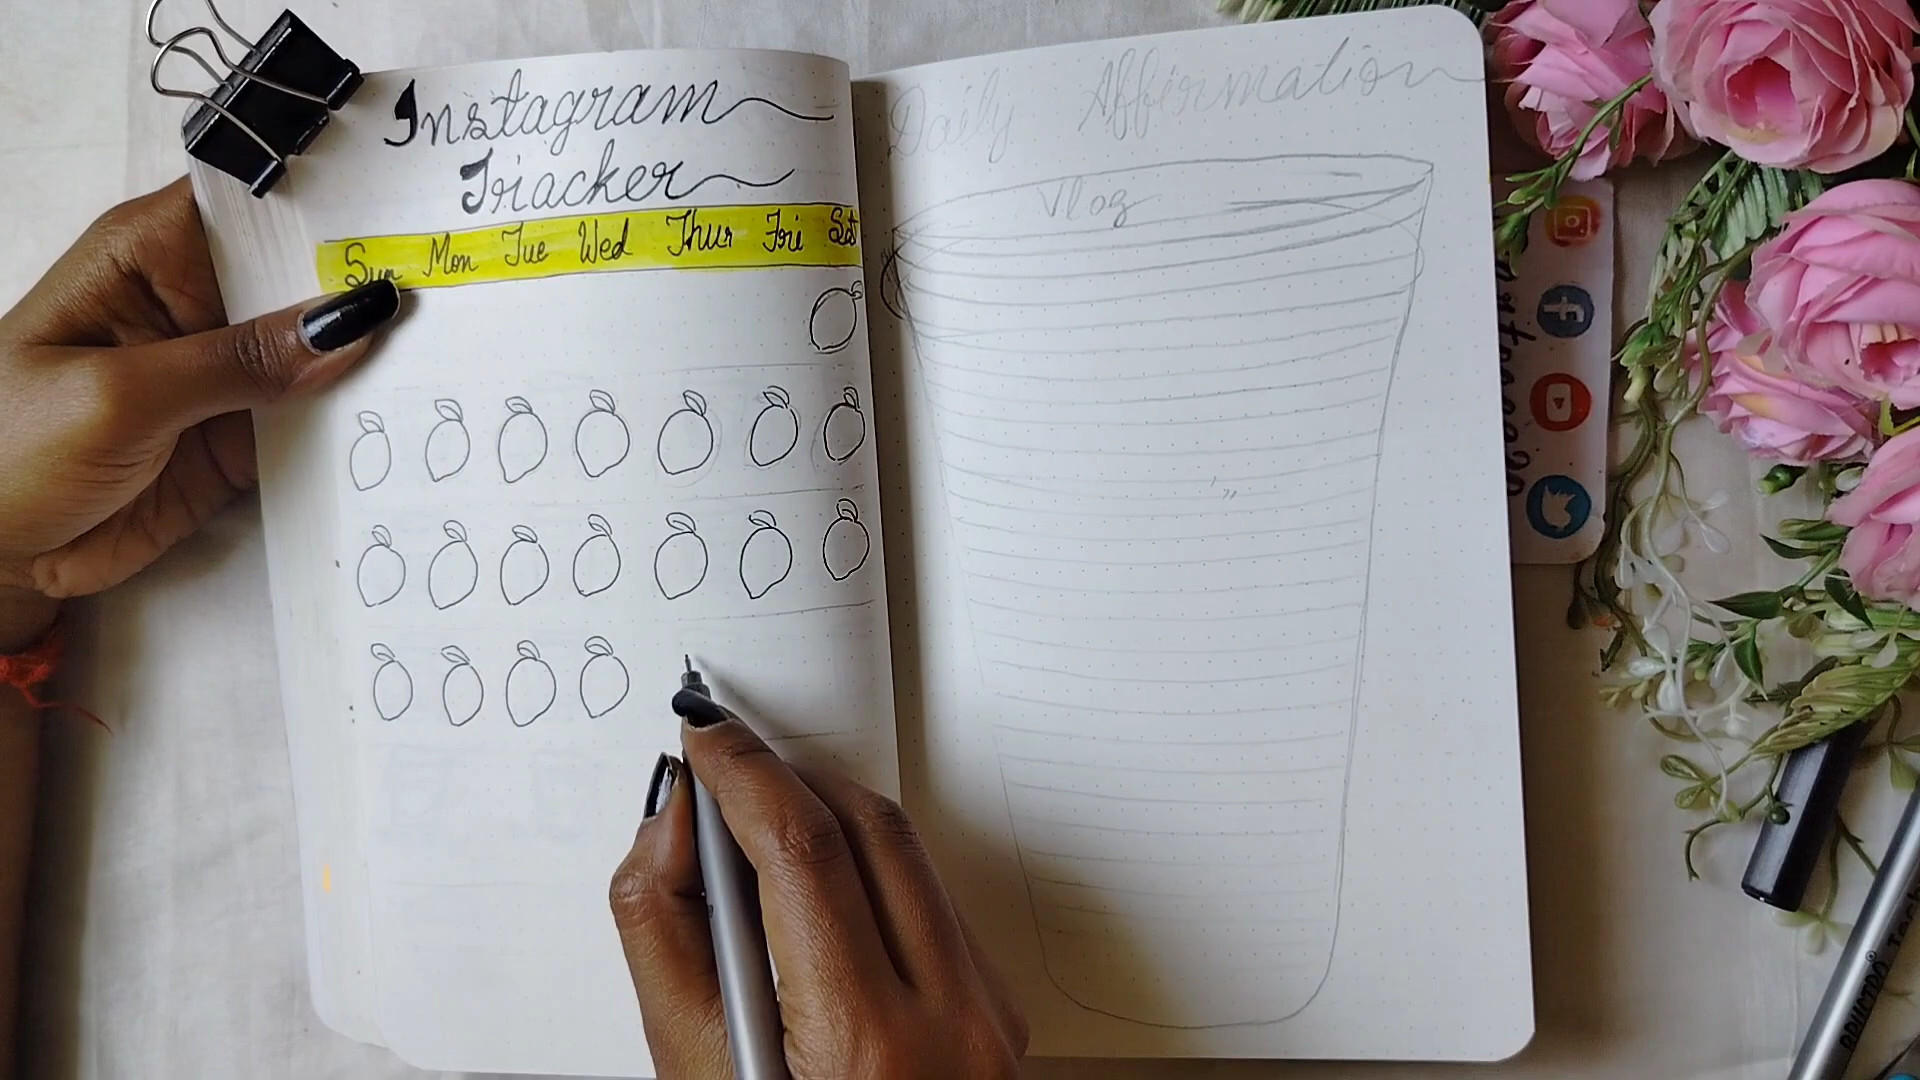 Instagram
Tracker
Sun Mon Tue Wed Thur Fri Sat
Daily Affirmation
Vlog